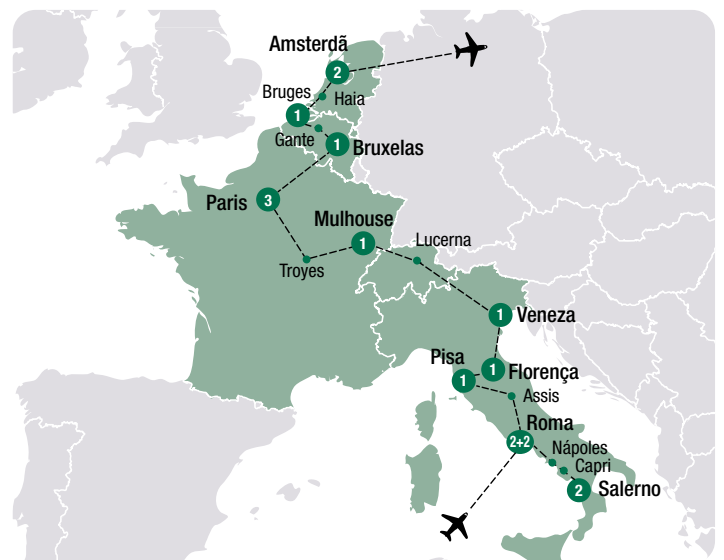 Amsterdã
2
Bruges
Haia
1
Gante
1
Bruxelas
Paris
3
Mulhouse
1
Lucerna
Troyes
1
Veneza
Pisa
1
Florença
1
Assis
Roma
2+2
Nápoles
Capri
2
Salerno